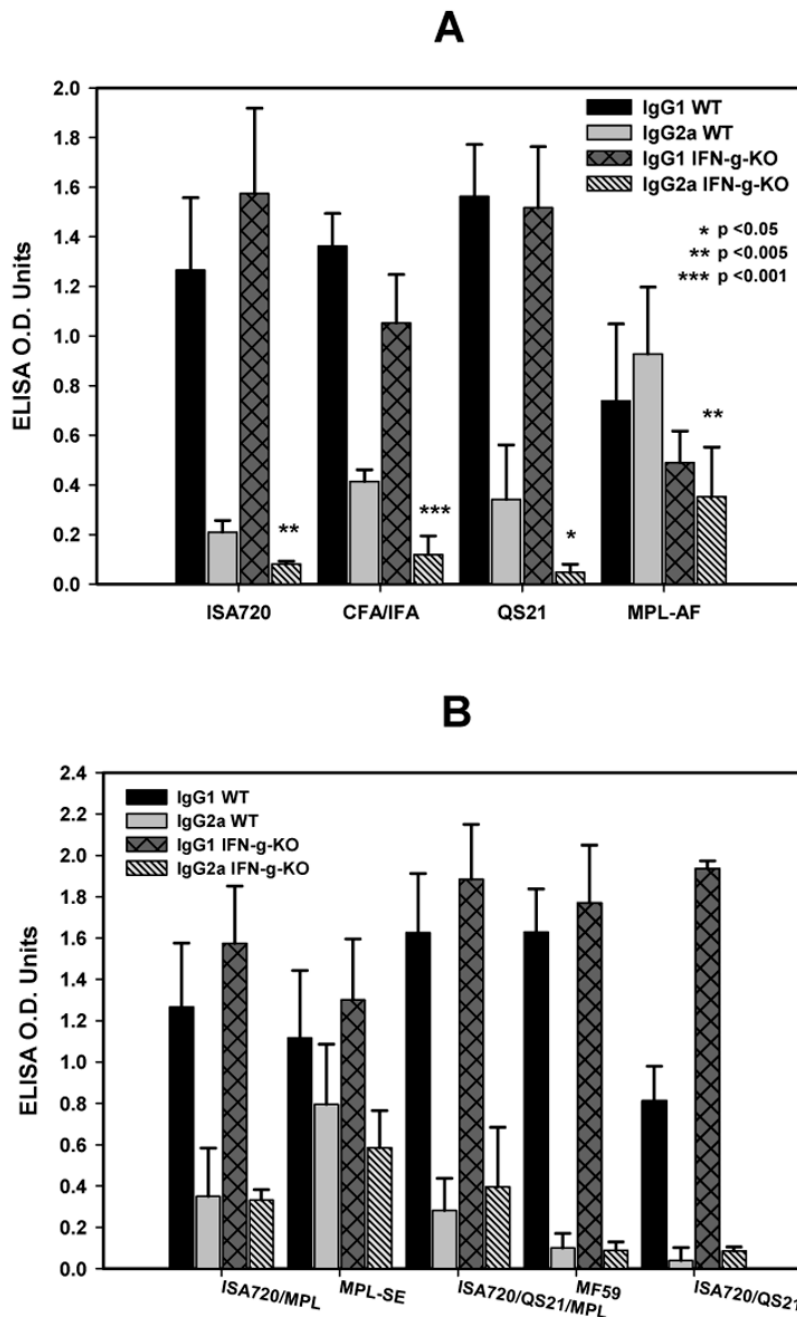 A
2.0
1.8
1.6
1.4
1.2
1.0
0.8
0.6
0.4
0.2
0.0
ELISA O.D. Units
IgG1 WT
IgG2a WT
IgG1 IFN-g-KO
IgG2a IFN-g-KO
* p <0.05
** p <0.005
*** p <0.001
**
***
*
**
ISA720 CFA/IFA QS21 MPL-AF
B
2.4
2.2
2.0
1.8
1.6
1.4
1.2
1.0
0.8
0.6
0.4
0.2
0.0
ELISA O.D. Units
IgG1 WT
IgG2a WT
IgG1 IFN-g-KO
IgG2a IFN-g-KO
ISA720/MPL MPL-SE ISA720/QS21/MPL MF59 ISA720/QS21